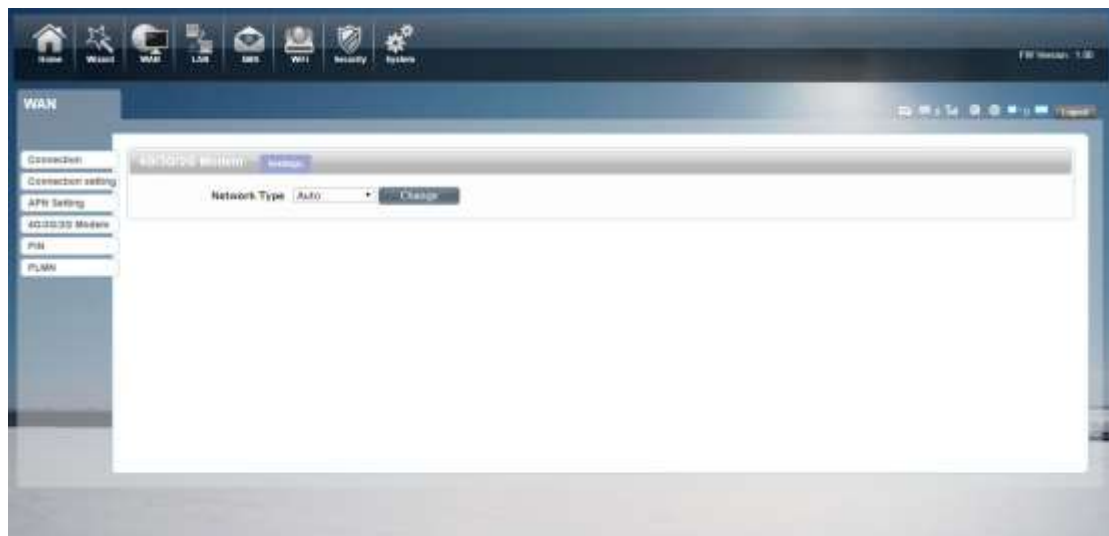 Home Wizard WAN LAN SMS WiFi Security System
FW Version: 1.00
WAN
Logout
Connection
Connection setting
APN Setting
4G/3G/2G Modem
PIN
PLMN
4G/3G/2G Modem Settings
Network Type Auto Change